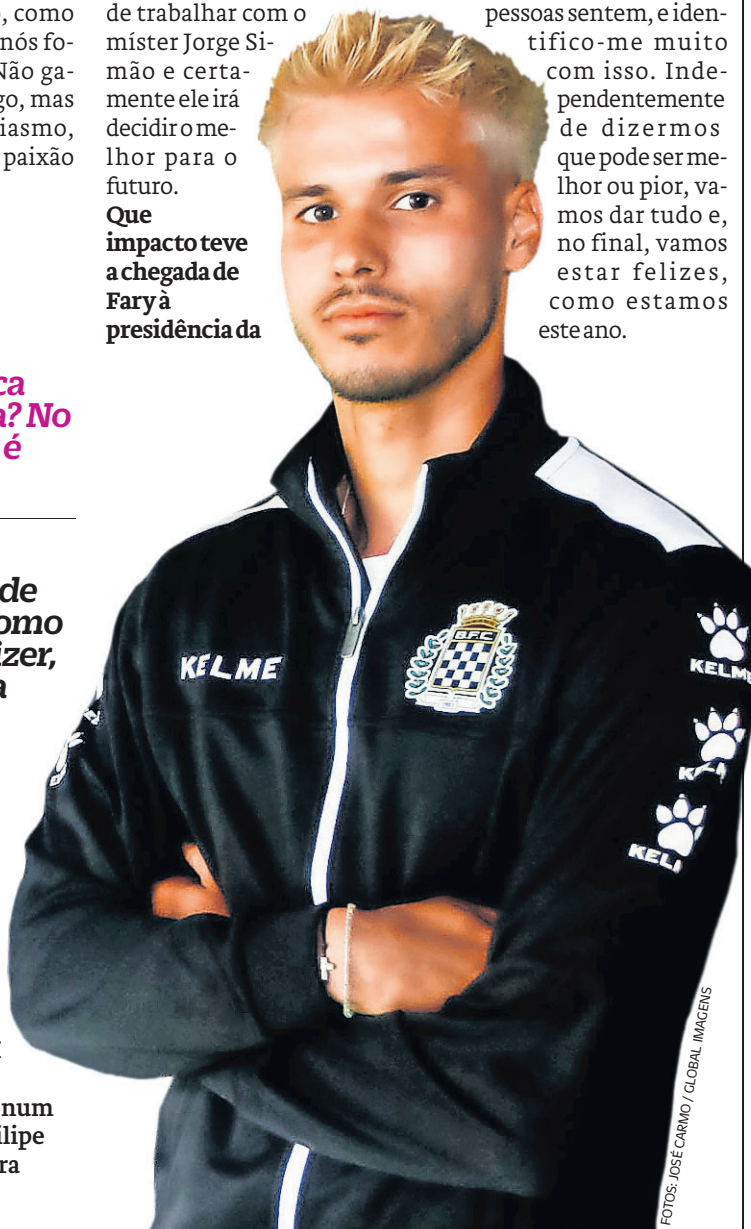 o, como
nós fo-
Não ga-
go, mas
iasmo,
paixão
ca
a? No
é
de
omo
izer,
a
num
ilipe
ra
de trabalhar com o
míster Jorge Si-
mão e certa-
mente ele irá
decidir o me-
lhor para o
futuro.
Que
impacto teve
a chegada de
Fary à
presidência da
pessoas sentem, e iden-
tifico-me muito
com isso. Inde-
pendentemente
de dizermos
que pode ser me-
lhor ou pior, va-
mos dar tudo e,
no final, vamos
estar felizes,
como estamos
este ano.
B.F.C.
KELME
KELME
KEL
KEL
FOTOS: JOSÉ CARMO / GLOBAL IMAGENS